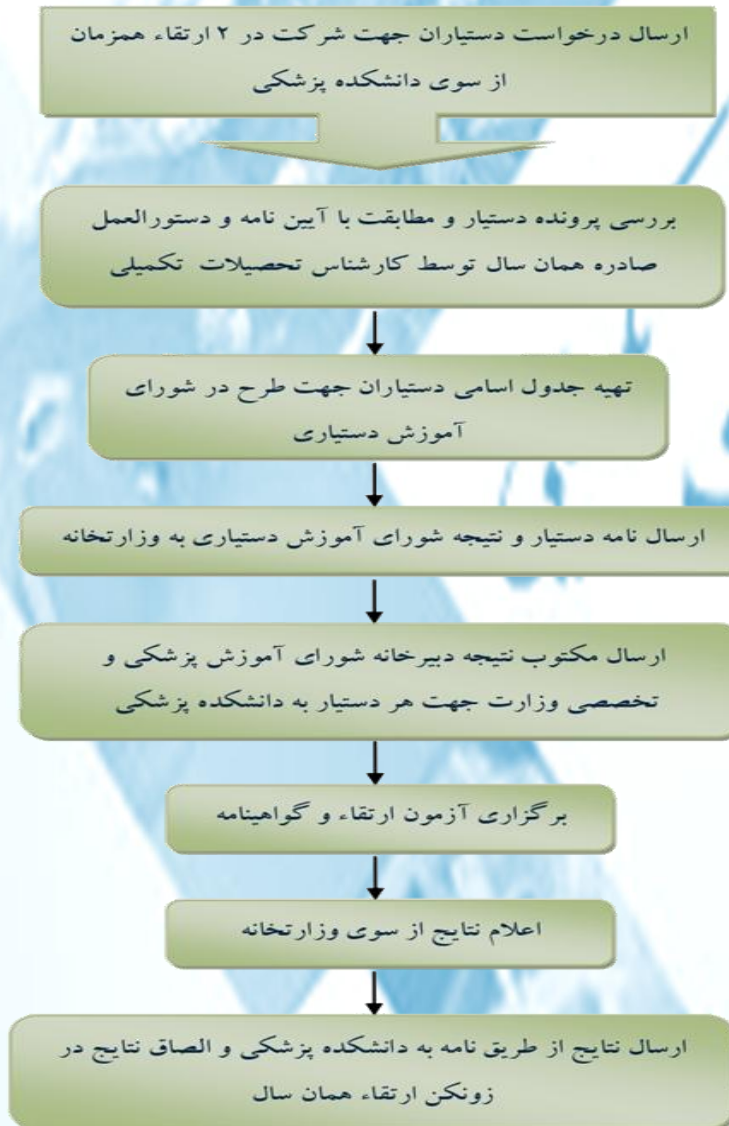 ارسال درخواست دستیاران جهت شرکت در ۲ ارتقاء همزمان
از سوی دانشکده پزشکی
بررسی پرونده دستیار و مطابقت با آیین نامه و دستورالعمل
صادره همان سال توسط کارشناس تحصیلات تکمیلی
تهیه جدول اسامی دستیاران جهت طرح در شورای
آموزش دستیاری
ارسال نامه دستیار و نتیجه شورای آموزش دستیاری به وزارتخانه
ارسال مکتوب نتیجه دبیرخانه شورای آموزش پزشکی و
تخصصی وزارت جهت هر دستیار به دانشکده پزشکی
برگزاری آزمون ارتقاء و گواهینامه
اعلام نتایج از سوی وزارتخانه
ارسال نتایج از طریق نامه به دانشکده پزشکی و الصاق نتایج در
زونکن ارتقاء همان سال